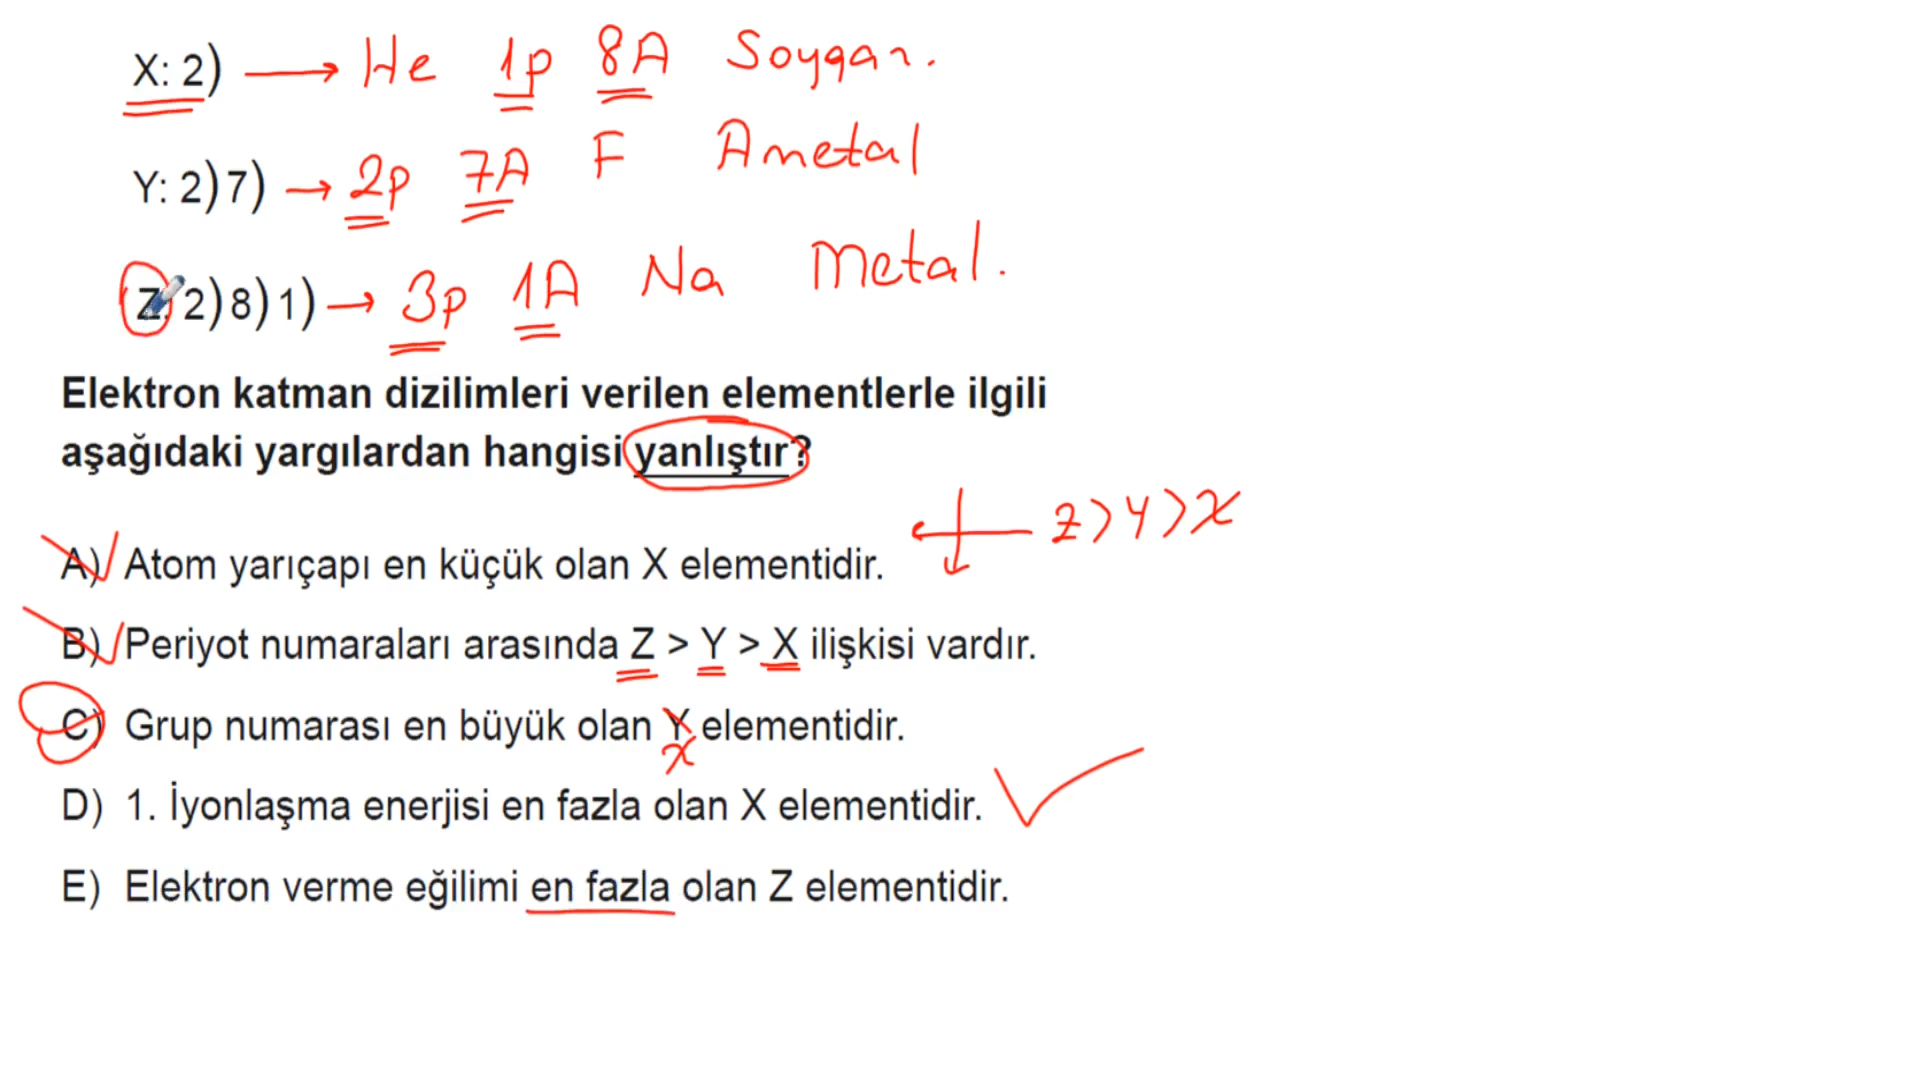 X: 2) → He 1p 8A Soygaz.
Y: 2) 7) → 2p 7A F Ametal
Z: 2) 8) 1) → 3p 1A Na Metal.
Elektron katman dizilimleri verilen elementlerle ilgili
aşağıdaki yargılardan hangisi yanlıştır?
Z > Y > X
A) Atom yarıçapı en küçük olan X elementidir.
B) Periyot numaraları arasında Z > Y > X ilişkisi vardır.
C) Grup numarası en büyük olan Y elementidir.
X
D) 1. İyonlaşma enerjisi en fazla olan X elementidir.
E) Elektron verme eğilimi en fazla olan Z elementidir.